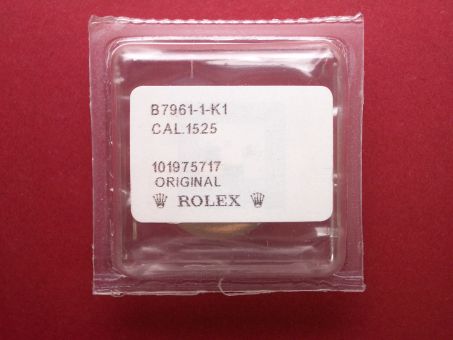 B7961-1-K1
CAL.1525
101975717
ORIGINAL
ROLEX